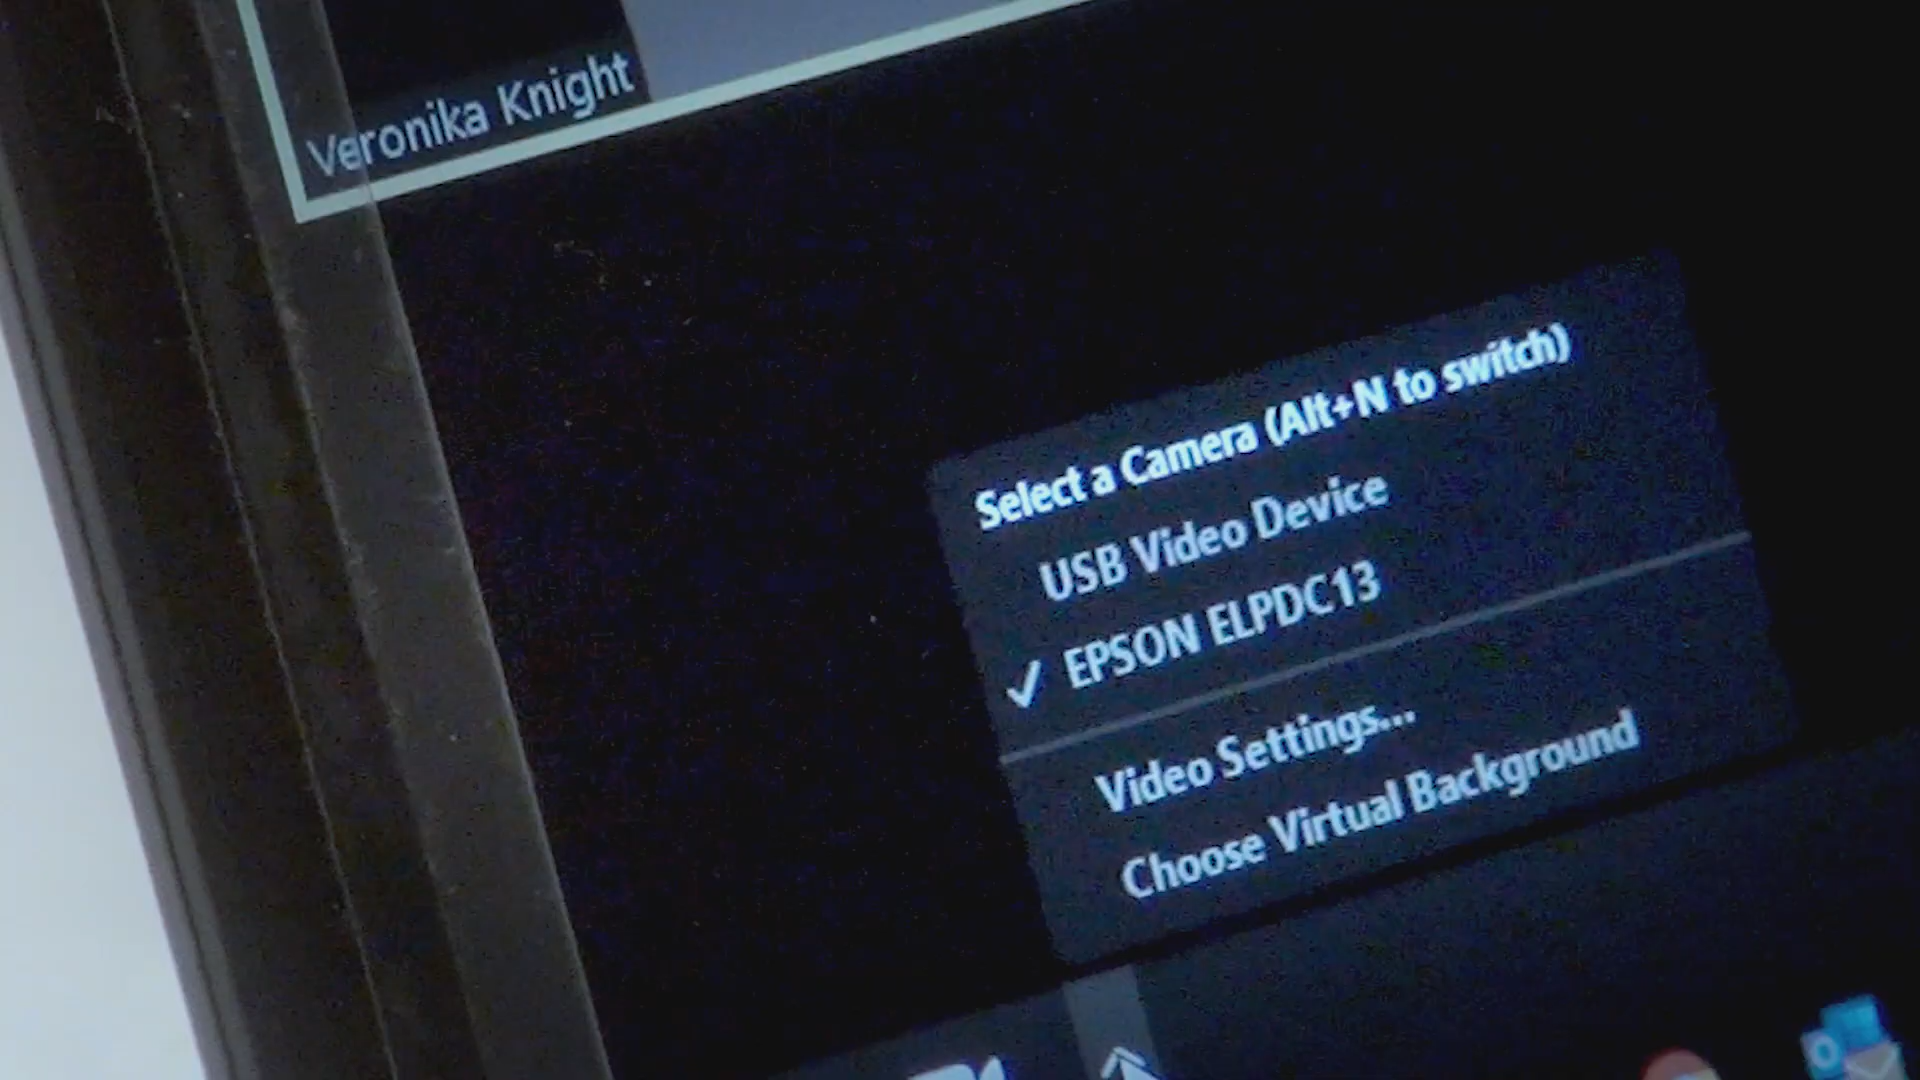 Veronika Knight
Select a Camera (Alt+N to switch)
USB Video Device
✓ EPSON ELPDC13
Video Settings...
Choose Virtual Background